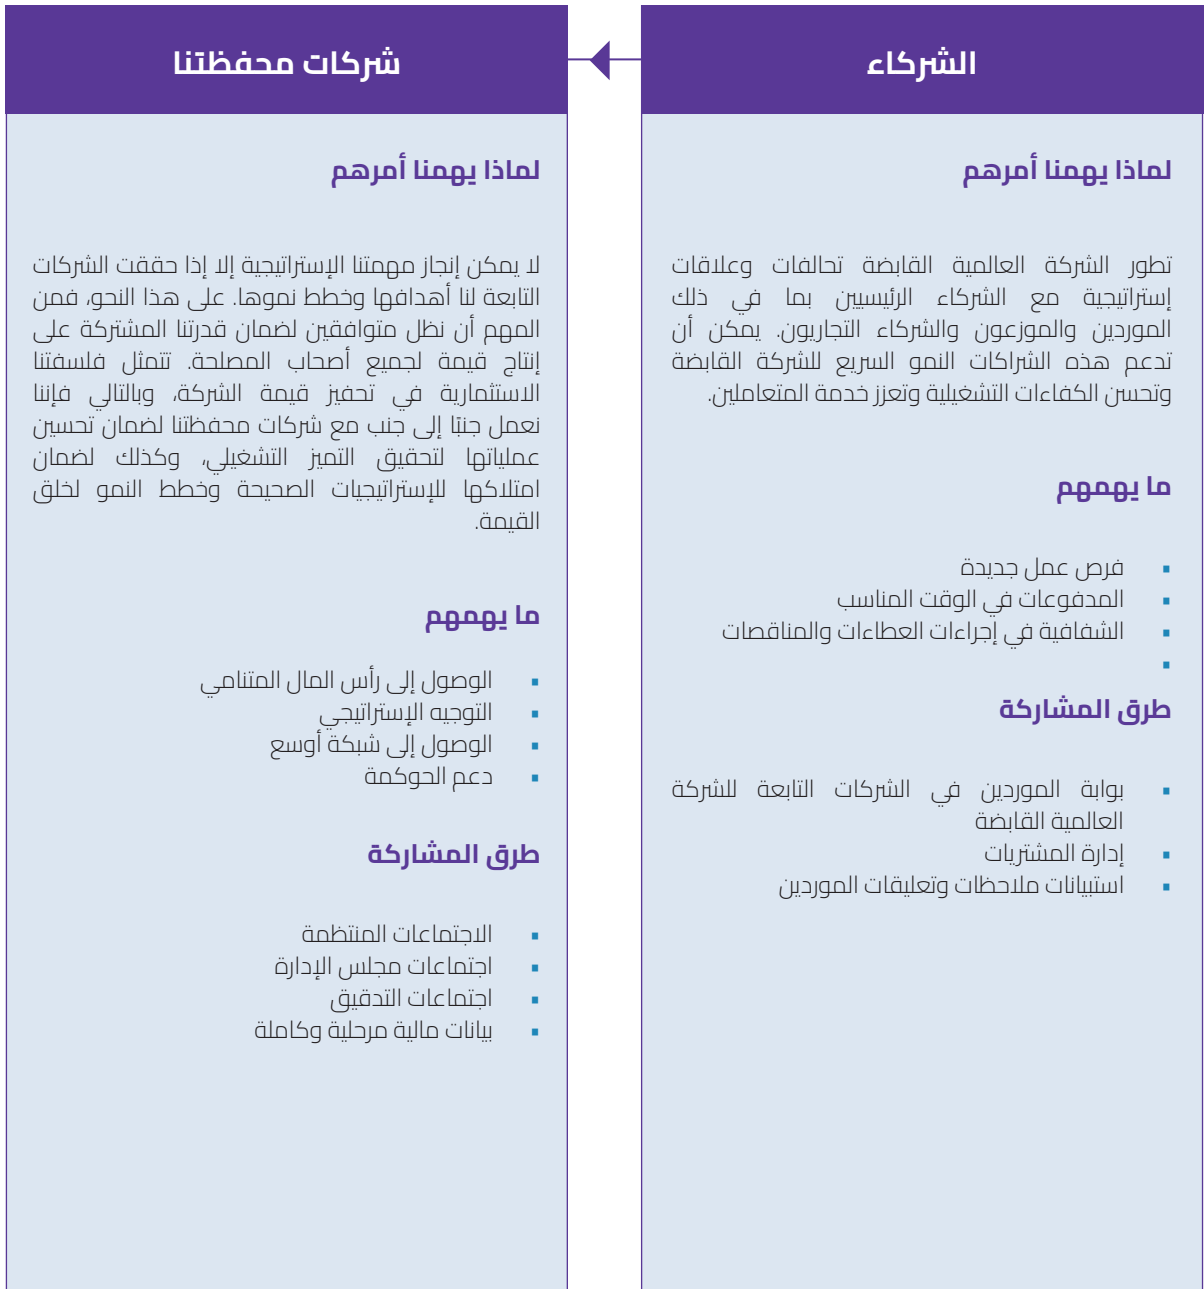 الشركاء
لماذا يهمنا أمرهم
تطور الشركة العالمية القابضة تحالفات وعلاقات
إستراتيجية مع الشركاء الرئيسيين بما في ذلك
الموردين والموزعون والشركاء التجاريون. يمكن أن
تدعم هذه الشراكات النمو السريع للشركة القابضة
وتحسن الكفاءات التشغيلية وتعزز خدمة المتعاملين.
ما يهمهم
▪ فرص عمل جديدة
▪ المدفوعات في الوقت المناسب
▪ الشفافية في إجراءات العطاءات والمناقصات
▪
طرق المشاركة
▪ بوابة الموردين في الشركات التابعة للشركة
العالمية القابضة
▪ إدارة المشتريات
▪ استبيانات ملاحظات وتعليقات الموردين
شركات محفظتنا
لماذا يهمنا أمرهم
لا يمكن إنجاز مهمتنا الإستراتيجية إلا إذا حققت الشركات
التابعة لنا أهدافها وخطط نموها. على هذا النحو، فمن
المهم أن نظل متوافقين لضمان قدرتنا المشتركة على
إنتاج قيمة لجميع أصحاب المصلحة. تتمثل فلسفتنا
الاستثمارية في تحفيز قيمة الشركة، وبالتالي فإننا
نعمل جنبًا إلى جنب مع شركات محفظتنا لضمان تحسين
عملياتها لتحقيق التميز التشغيلي، وكذلك لضمان
امتلاكها للإستراتيجيات الصحيحة وخطط النمو لخلق
القيمة.
ما يهمهم
▪ الوصول إلى رأس المال المتنامي
▪ التوجيه الإستراتيجي
▪ الوصول إلى شبكة أوسع
▪ دعم الحوكمة
طرق المشاركة
▪ الاجتماعات المنتظمة
▪ اجتماعات مجلس الإدارة
▪ اجتماعات التدقيق
▪ بيانات مالية مرحلية وكاملة